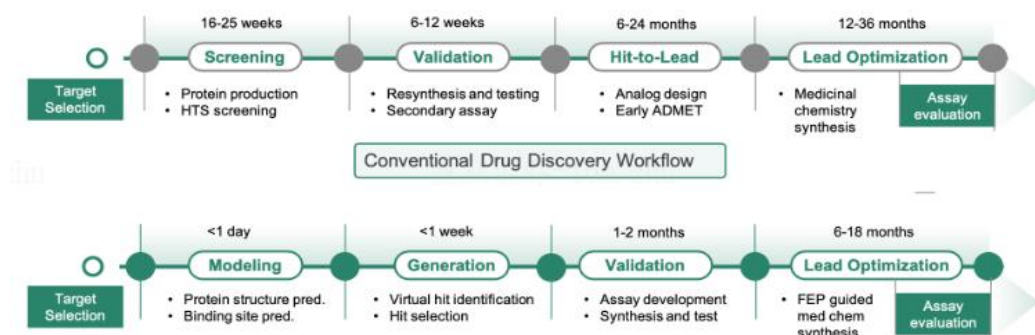 16-25 weeks
6-12 weeks
6-24 months
12-36 months
Screening
Validation
Hit-to-Lead
Lead Optimization
Target
Selection
• Protein production
• HTS screening
• Resynthesis and testing
• Secondary assay
• Analog design
• Early ADMET
• Medicinal
chemistry
synthesis
Assay
evaluation
Conventional Drug Discovery Workflow
<1 day
<1 week
1-2 months
6-18 months
Modeling
Generation
Validation
Lead Optimization
Target
Selection
• Protein structure pred.
• Binding site pred.
• Virtual hit identification
• Hit selection
• Assay development
• Synthesis and test
• FEP guided
med chem
synthesis
Assay
evaluation